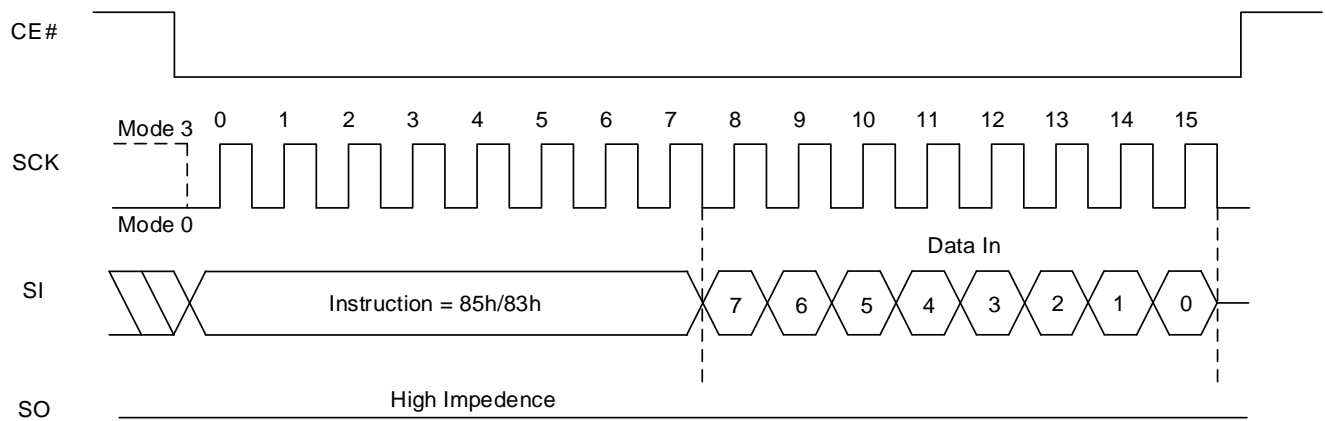 CE#
Mode 3 0 1 2 3 4 5 6 7 8 9 10 11 12 13 14 15
SCK
Mode 0
Data In
SI
Instruction = 85h/83h 7 6 5 4 3 2 1 0
High Impedence
SO